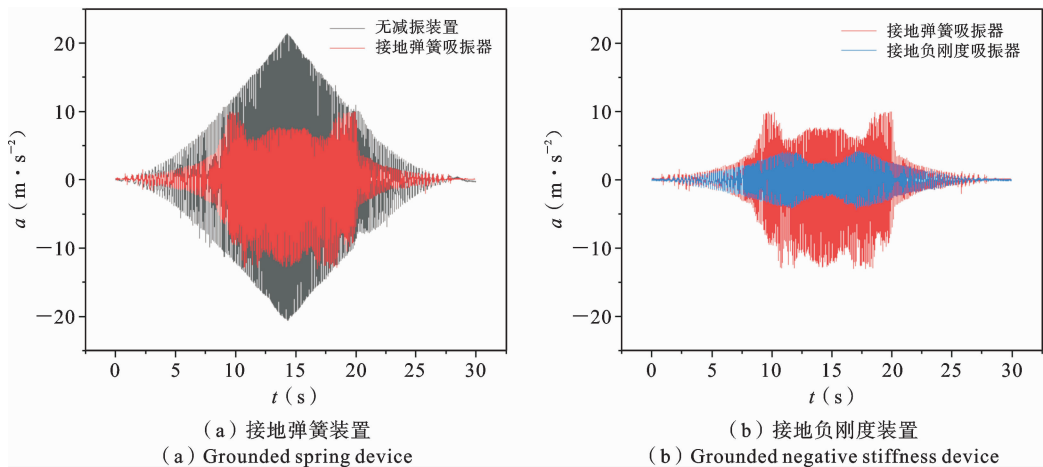 无减振装置
接地弹簧吸振器
20
10
0
－10
－20
a（m·s⁻²）
0 5 10 15 20 25 30
t（s）
（a）接地弹簧装置
（a）Grounded spring device
接地弹簧吸振器
接地负刚度吸振器
20
10
0
－10
－20
a（m·s⁻²）
0 5 10 15 20 25 30
t（s）
（b）接地负刚度装置
（b）Grounded negative stiffness device